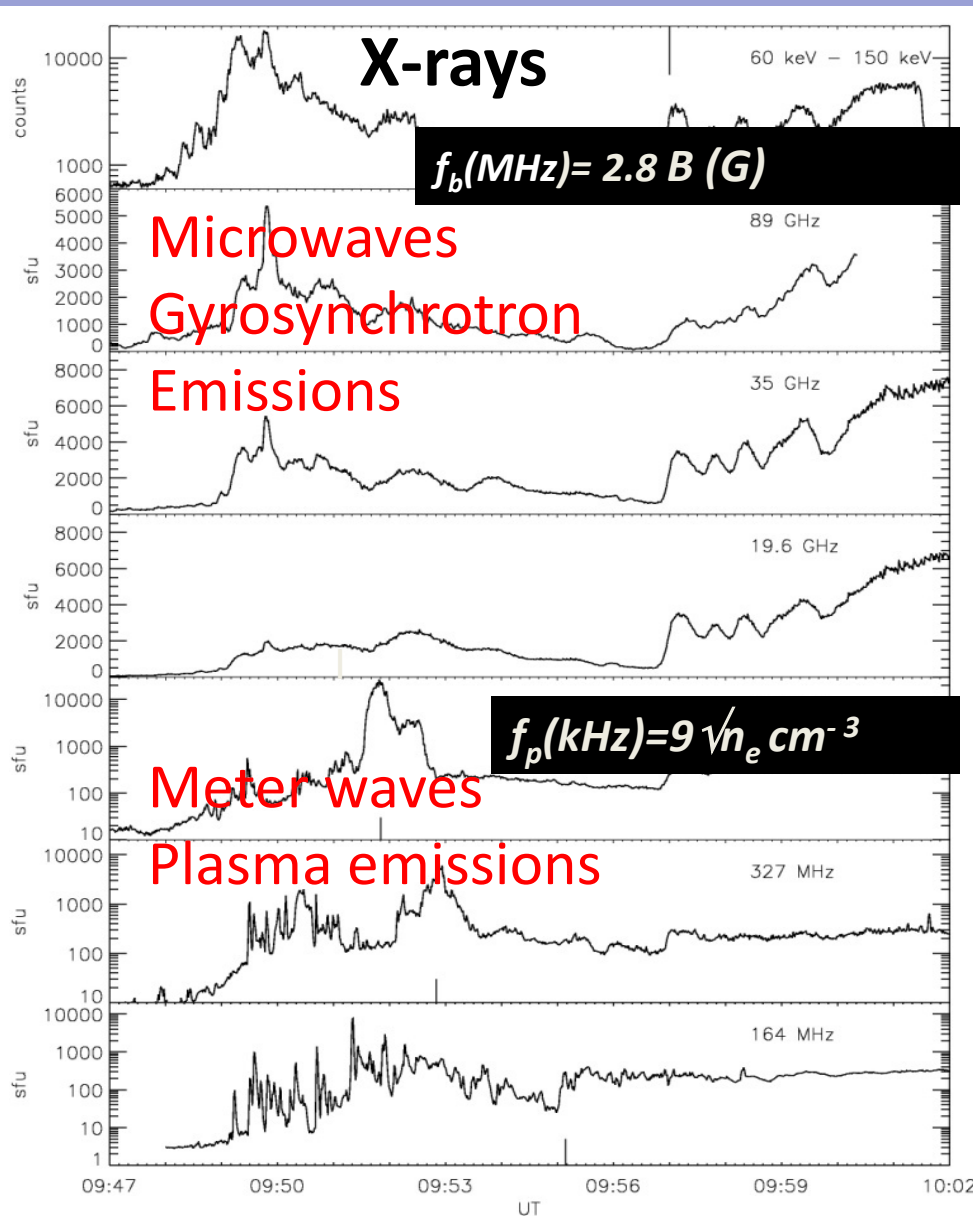 X-rays
60 keV – 150 keV
10000
1000
counts
f_b(MHz)= 2.8 B (G)
6000
5000
4000
3000
2000
1000
0
sfu
89 GHz
Microwaves
Gyrosynchrotron
Emissions
8000
6000
4000
2000
0
sfu
35 GHz
8000
6000
4000
2000
0
sfu
19.6 GHz
10000
1000
100
10
sfu
f_p(kHz)=9 √n_e cm⁻³
Meter waves
Plasma emissions
10000
1000
100
10
sfu
327 MHz
10000
1000
100
10
1
sfu
164 MHz
09:47 09:50 09:53 09:56 09:59 10:02
UT